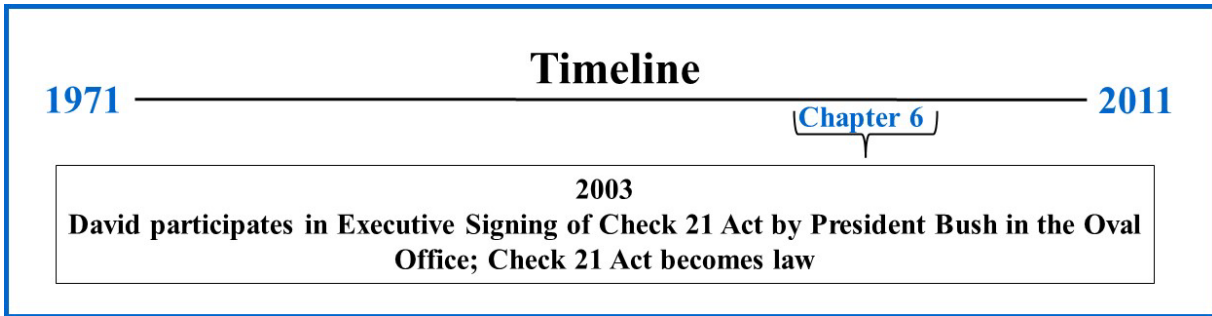 Timeline
1971
2011
Chapter 6
2003
David participates in Executive Signing of Check 21 Act by President Bush in the Oval
Office; Check 21 Act becomes law